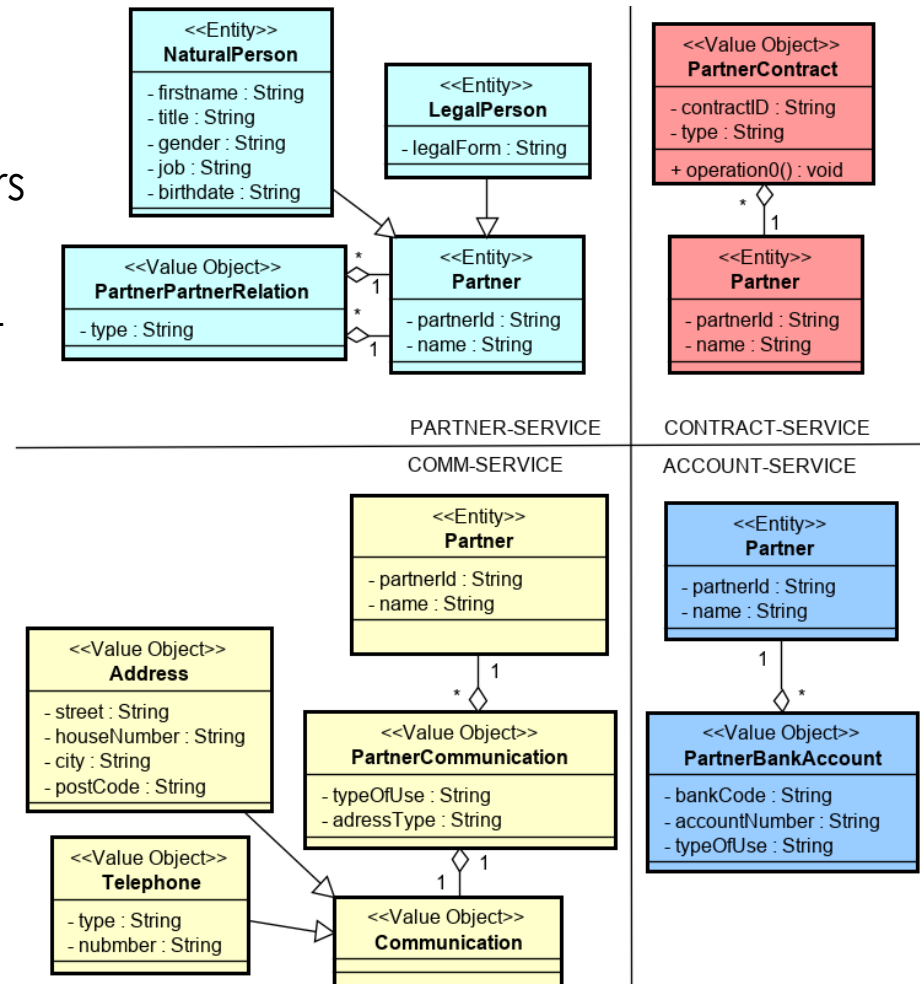 <<Entity>>
NaturalPerson
- firstname : String
- title : String
- gender : String
- job : String
- birthdate : String
<<Entity>>
LegalPerson
- legalForm : String
rs
<<Value Object>>
PartnerPartnerRelation
- type : String
*
1
*
1
<<Entity>>
Partner
- partnerId : String
- name : String
PARTNER-SERVICE
<<Value Object>>
PartnerContract
- contractID : String
- type : String
+ operation0() : void
*
1
<<Entity>>
Partner
- partnerId : String
- name : String
CONTRACT-SERVICE
COMM-SERVICE
<<Entity>>
Partner
- partnerId : String
- name : String
1
*
<<Value Object>>
Address
- street : String
- houseNumber : String
- city : String
- postCode : String
<<Value Object>>
PartnerCommunication
- typeOfUse : String
- adressType : String
1
1
<<Value Object>>
Telephone
- type : String
- nubmber : String
<<Value Object>>
Communication
ACCOUNT-SERVICE
<<Entity>>
Partner
- partnerId : String
- name : String
1
*
<<Value Object>>
PartnerBankAccount
- bankCode : String
- accountNumber : String
- typeOfUse : String